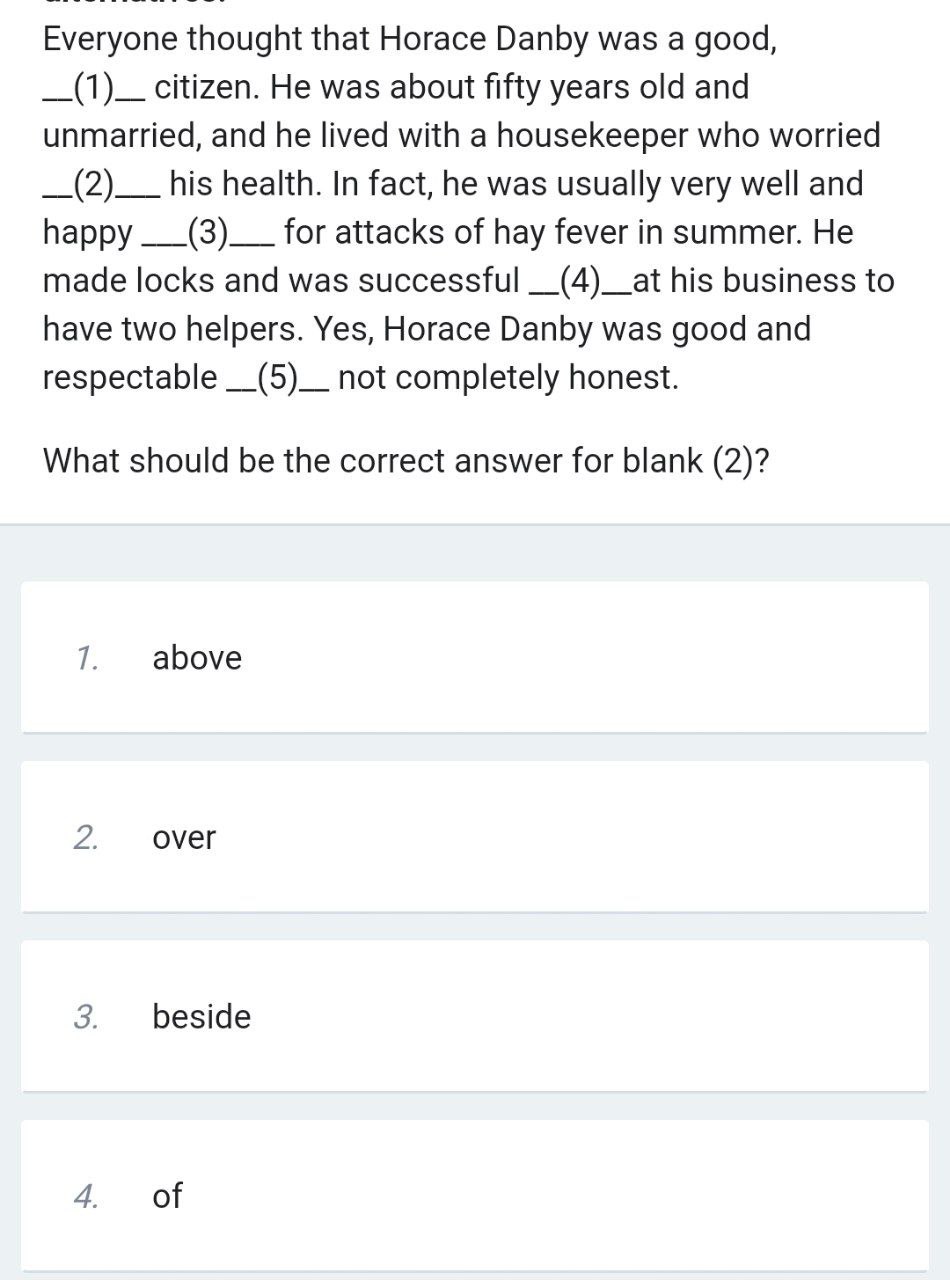 Everyone thought that Horace Danby was a good,
__(1)__ citizen. He was about fifty years old and
unmarried, and he lived with a housekeeper who worried
__(2)___ his health. In fact, he was usually very well and
happy ___(3)___ for attacks of hay fever in summer. He
made locks and was successful __(4)__at his business to
have two helpers. Yes, Horace Danby was good and
respectable __(5)__ not completely honest.
What should be the correct answer for blank (2)?
1. above
2. over
3. beside
4. of